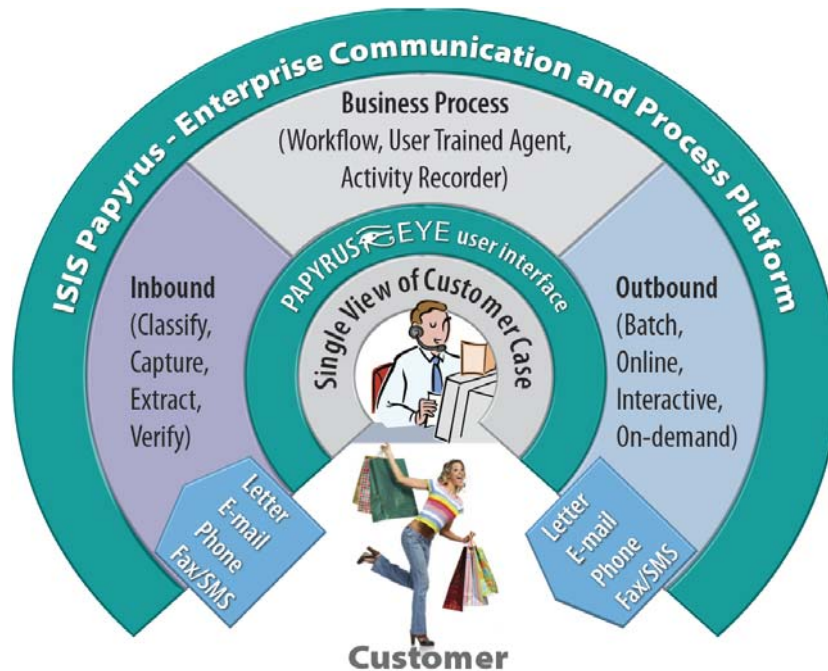 ISIS Papyrus - Enterprise Communication and Process Platform
Business Process
(Workflow, User Trained Agent,
Activity Recorder)
PAPYRUS EYE user interface
Single View of Customer Case
Inbound
(Classify,
Capture,
Extract,
Verify)
Outbound
(Batch,
Online,
Interactive,
On-demand)
Letter
E-mail
Phone
Fax/SMS
Letter
E-mail
Phone
Fax/SMS
Customer